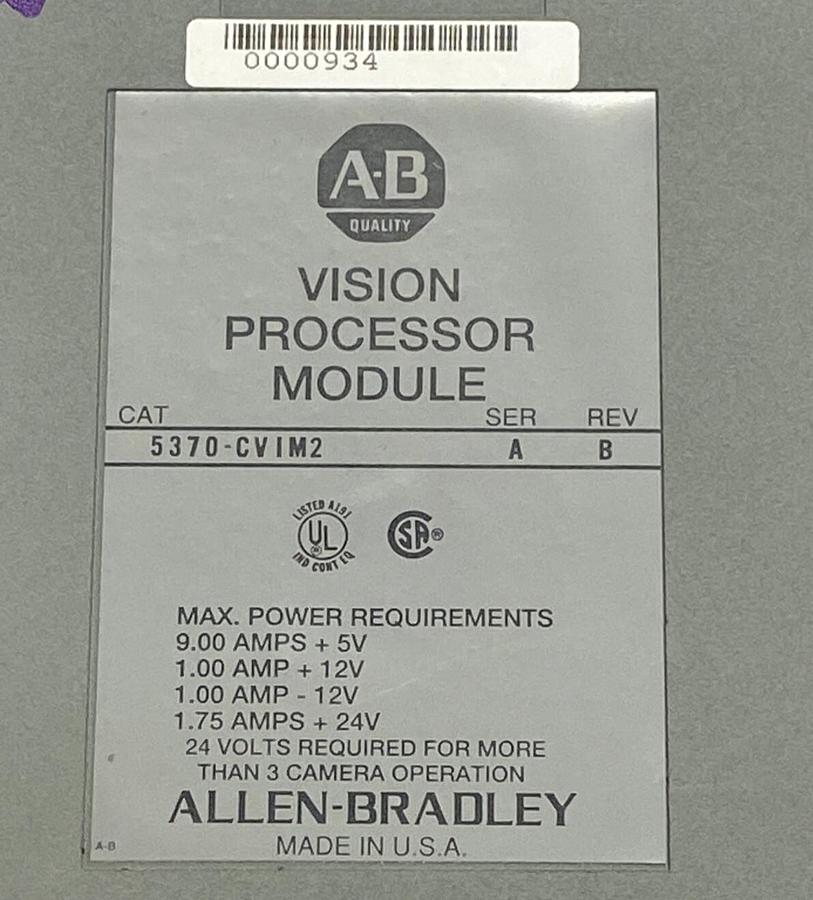 0000934
A-B
QUALITY
VISION
PROCESSOR
MODULE
CAT SER REV
5370-CVIM2 A B
LISTED A191
UL ®
IND CONT EQ
SA ®
MAX. POWER REQUIREMENTS
9.00 AMPS + 5V
1.00 AMP + 12V
1.00 AMP - 12V
1.75 AMPS + 24V
24 VOLTS REQUIRED FOR MORE
THAN 3 CAMERA OPERATION
ALLEN-BRADLEY
A-B
MADE IN U.S.A.